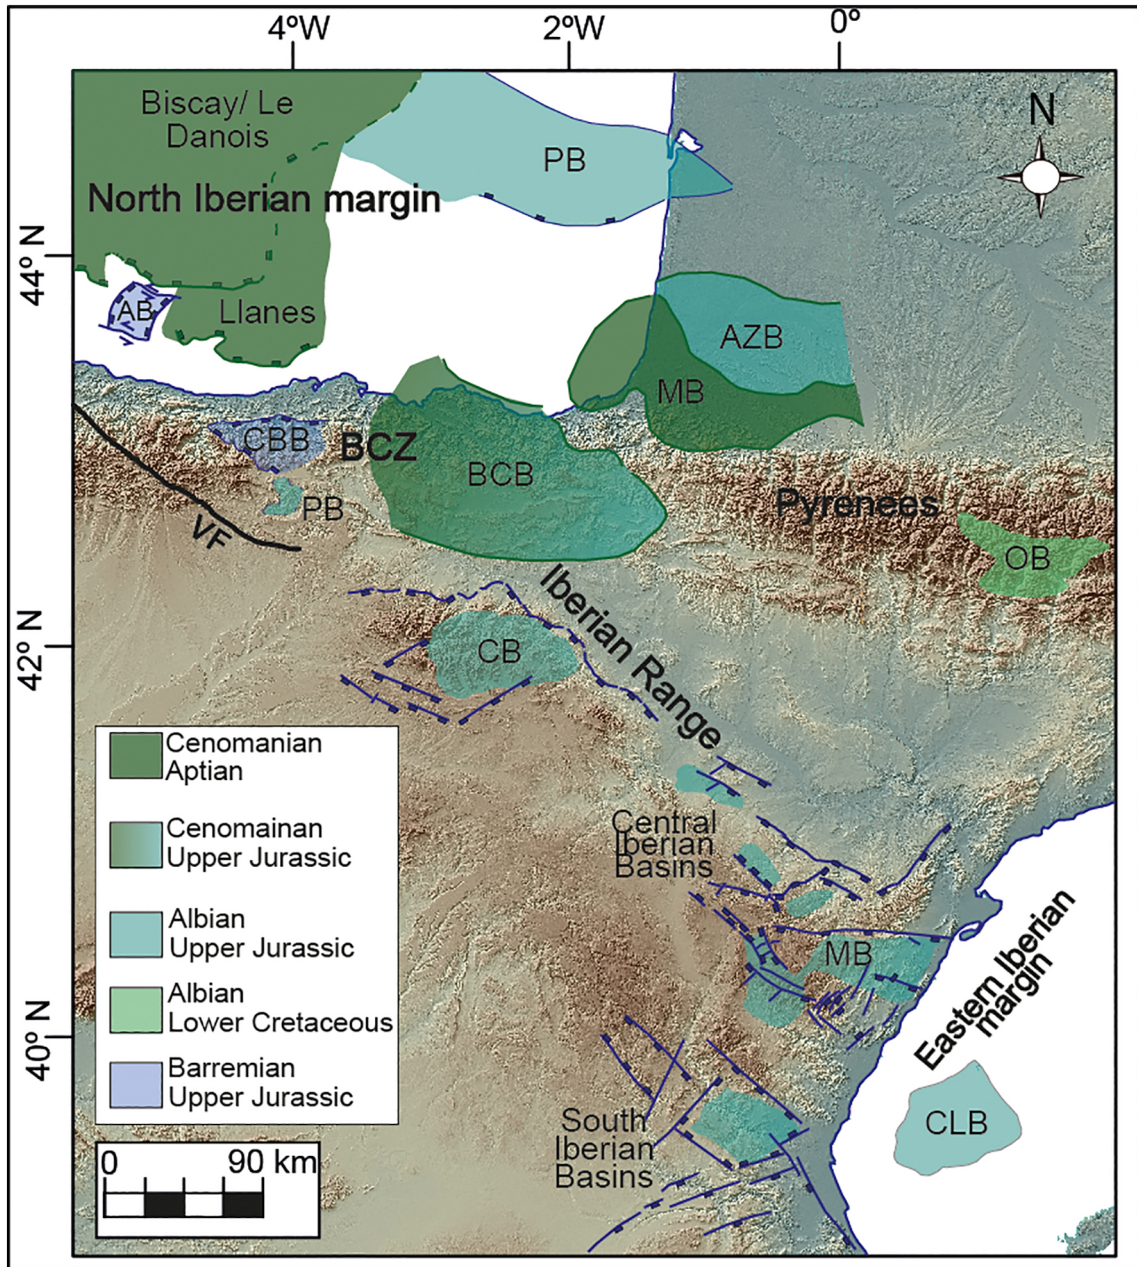 4ºW
2ºW
0º
Biscay/ Le
Danois
PB
N
North Iberian margin
44º N
AB
Llanes
AZB
MB
CBB
BCZ
BCB
PB
VF
Pyrenees
OB
Iberian Range
42º N
CB
Cenomanian
Aptian
Cenomainan
Upper Jurassic
Albian
Upper Jurassic
Albian
Lower Cretaceous
Barremian
Upper Jurassic
Central
Iberian
Basins
MB
Eastern Iberian
margin
40º N
South
Iberian
Basins
CLB
0
90 km